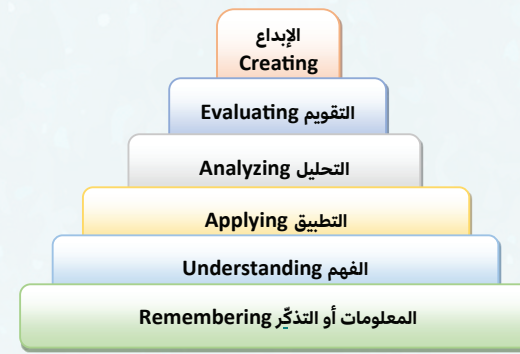 الإبداع
Creating
التقويم Evaluating
التحليل Analyzing
التطبيق Applying
الفهم Understanding
المعلومات أو التذكّر Remembering